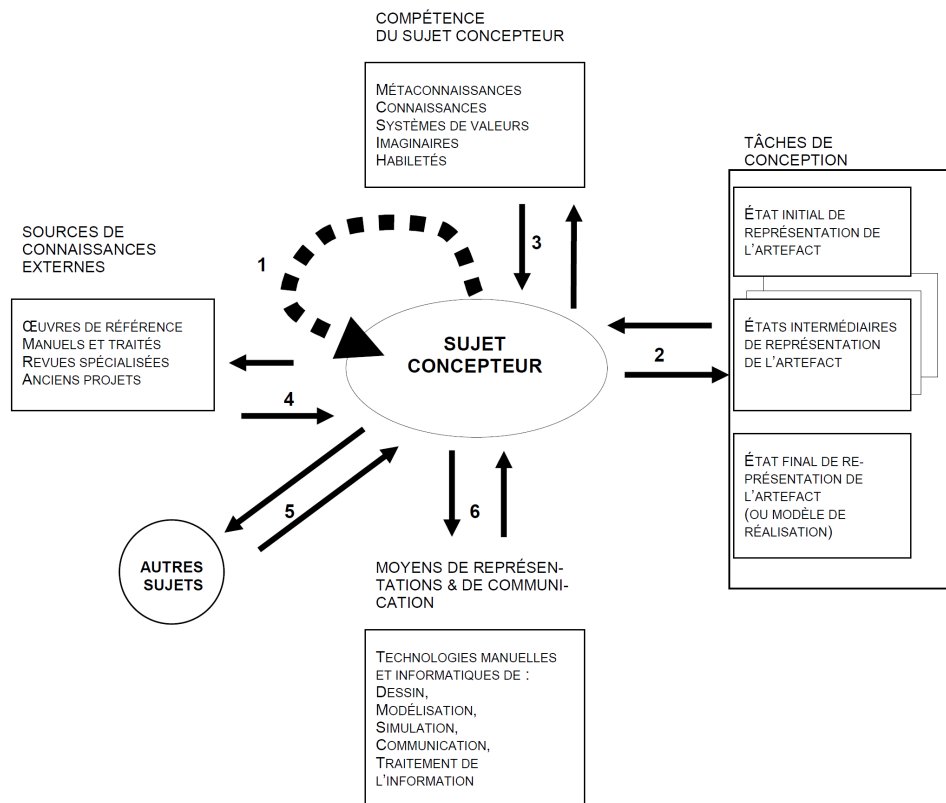 COMPÉTENCE
DU SUJET CONCEPTEUR
MÉTACONNAISSANCES
CONNAISSANCES
SYSTÈMES DE VALEURS
IMAGINAIRES
HABILETÉS
TÂCHES DE
CONCEPTION
ÉTAT INITIAL DE
REPRÉSENTATION DE
L'ARTEFACT
ÉTATS INTERMÉDIAIRES
DE REPRÉSENTATION
DE L'ARTEFACT
ÉTAT FINAL DE RE-
PRÉSENTATION DE
L'ARTEFACT
(OU MODÈLE DE
RÉALISATION)
SOURCES DE
CONNAISSANCES
EXTERNES
ŒUVRES DE RÉFÉRENCE
MANUELS ET TRAITÉS
REVUES SPÉCIALISÉES
ANCIENS PROJETS
1
3
SUJET
CONCEPTEUR
2
4
5
6
AUTRES
SUJETS
MOYENS DE REPRÉSEN-
TATIONS & DE COMMUNI-
CATION
TECHNOLOGIES MANUELLES
ET INFORMATIQUES DE :
DESSIN,
MODÉLISATION,
SIMULATION,
COMMUNICATION,
TRAITEMENT DE
L'INFORMATION